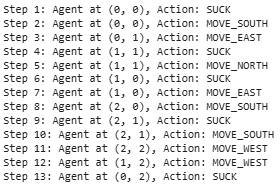 Step 1: Agent at (0, 0), Action: SUCK
Step 2: Agent at (0, 0), Action: MOVE_SOUTH
Step 3: Agent at (0, 1), Action: MOVE_EAST
Step 4: Agent at (1, 1), Action: SUCK
Step 5: Agent at (1, 1), Action: MOVE_NORTH
Step 6: Agent at (1, 0), Action: SUCK
Step 7: Agent at (1, 0), Action: MOVE_EAST
Step 8: Agent at (2, 0), Action: MOVE_SOUTH
Step 9: Agent at (2, 1), Action: SUCK
Step 10: Agent at (2, 1), Action: MOVE_SOUTH
Step 11: Agent at (2, 2), Action: MOVE_WEST
Step 12: Agent at (1, 2), Action: MOVE_WEST
Step 13: Agent at (0, 2), Action: SUCK